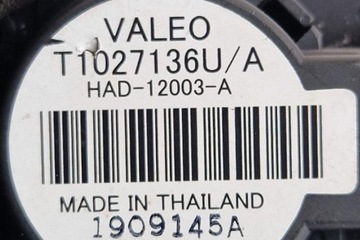 VALEO
T1027136U/A
HAD-12003-A
MADE IN THAILAND
1909145A